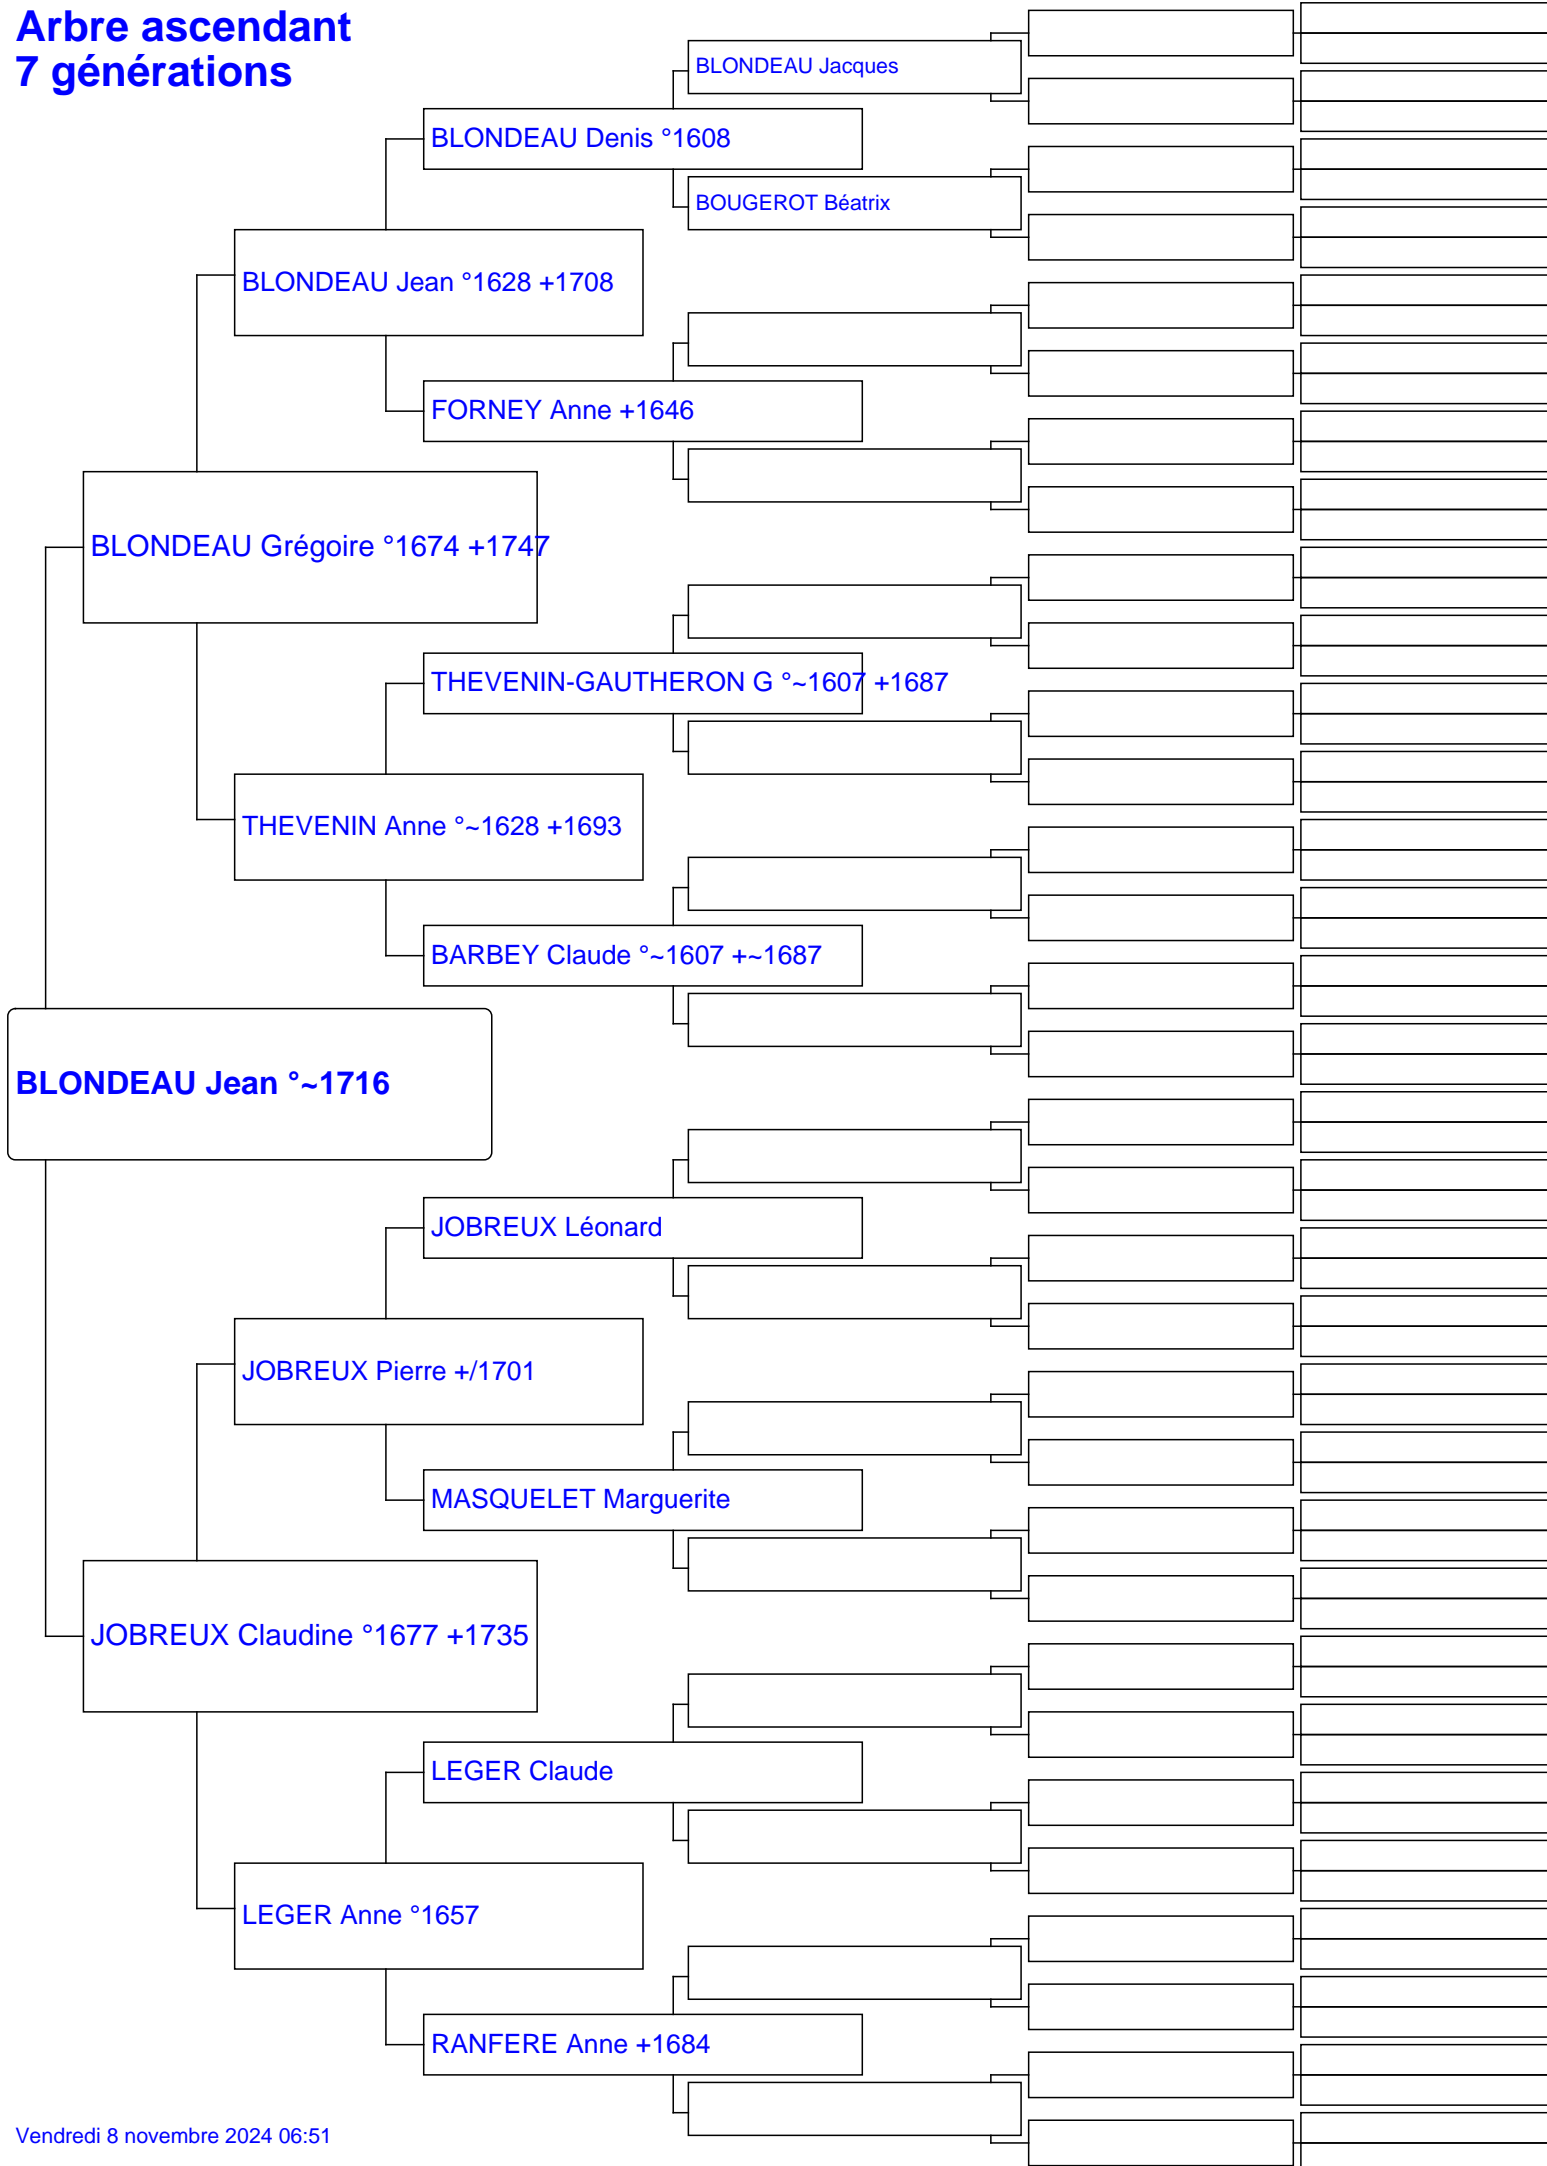 Arbre ascendant
7 générations
BLONDEAU Jacques
BLONDEAU Denis °1608
BOUGEROT Béatrix
BLONDEAU Jean °1628 +1708
FORNEY Anne +1646
BLONDEAU Grégoire °1674 +1747
THEVENIN-GAUTHERON G °~1607 +1687
THEVENIN Anne °~1628 +1693
BARBEY Claude °~1607 +~1687
BLONDEAU Jean °~1716
JOBREUX Léonard
JOBREUX Pierre +/1701
MASQUELET Marguerite
JOBREUX Claudine °1677 +1735
LEGER Claude
LEGER Anne °1657
RANFERE Anne +1684
Vendredi 8 novembre 2024 06:51